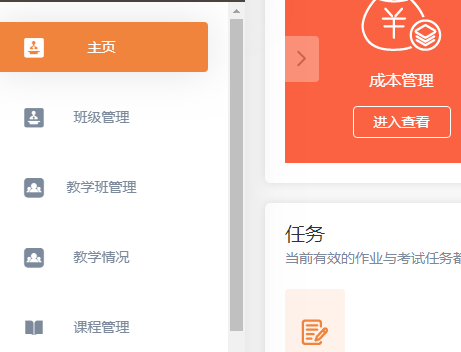 主页
班级管理
教学班管理
教学情况
课程管理
成本管理
进入查看
任务
当前有效的作业与考试任务都